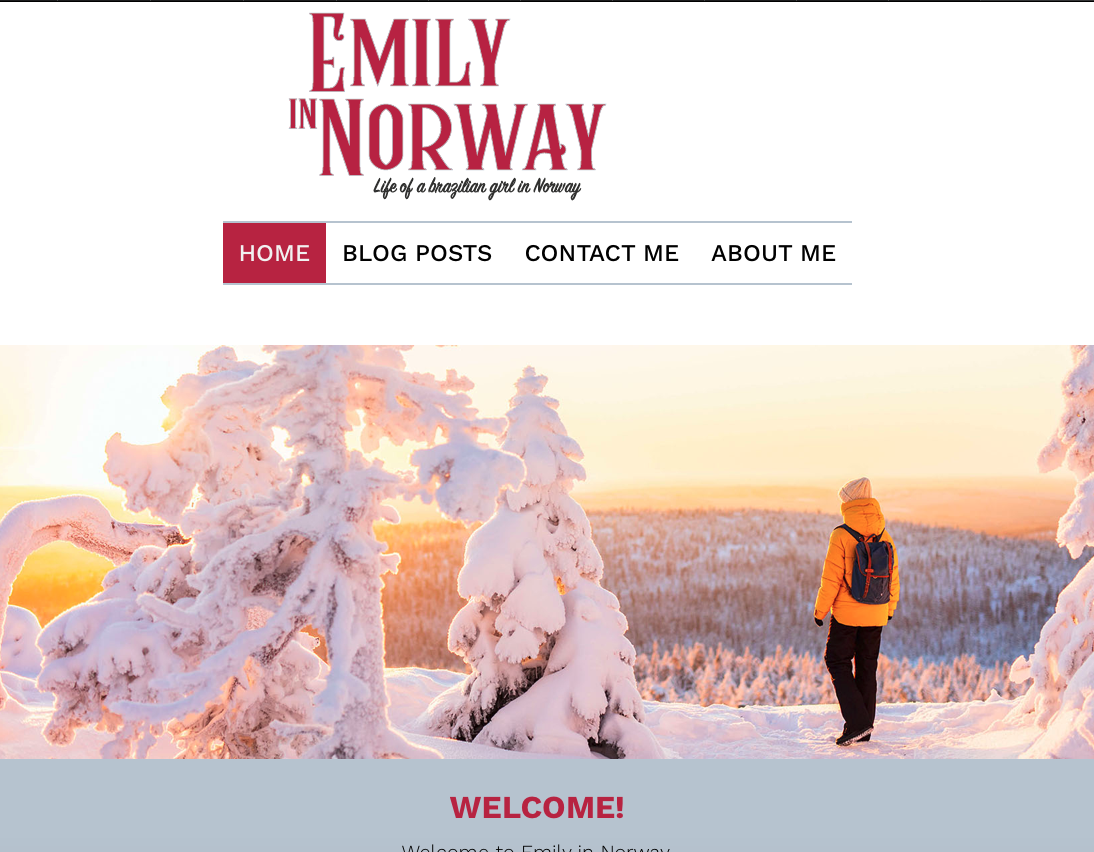 EMILY
IN NORWAY
Life of a brazilian girl in Norway
HOME BLOG POSTS CONTACT ME ABOUT ME
WELCOME!
Welcome to Emily in Norway